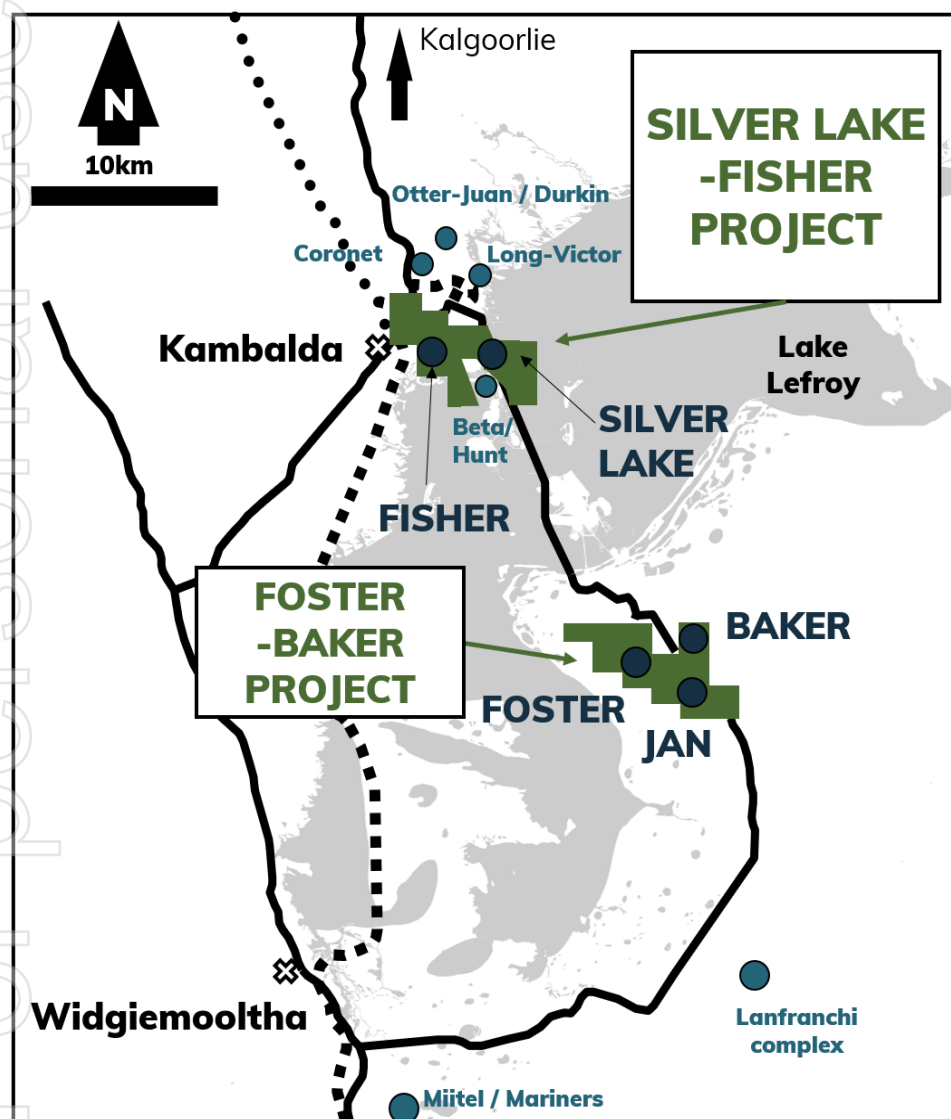 Kalgoorlie
N
10km
SILVER LAKE
-FISHER
PROJECT
Otter-Juan / Durkin
Coronet
Long-Victor
Kambalda
Lake
Lefroy
Beta/
Hunt
SILVER
LAKE
FISHER
FOSTER
-BAKER
PROJECT
BAKER
FOSTER
JAN
Widgiemooltha
Lanfranchi
complex
Miitel / Mariners